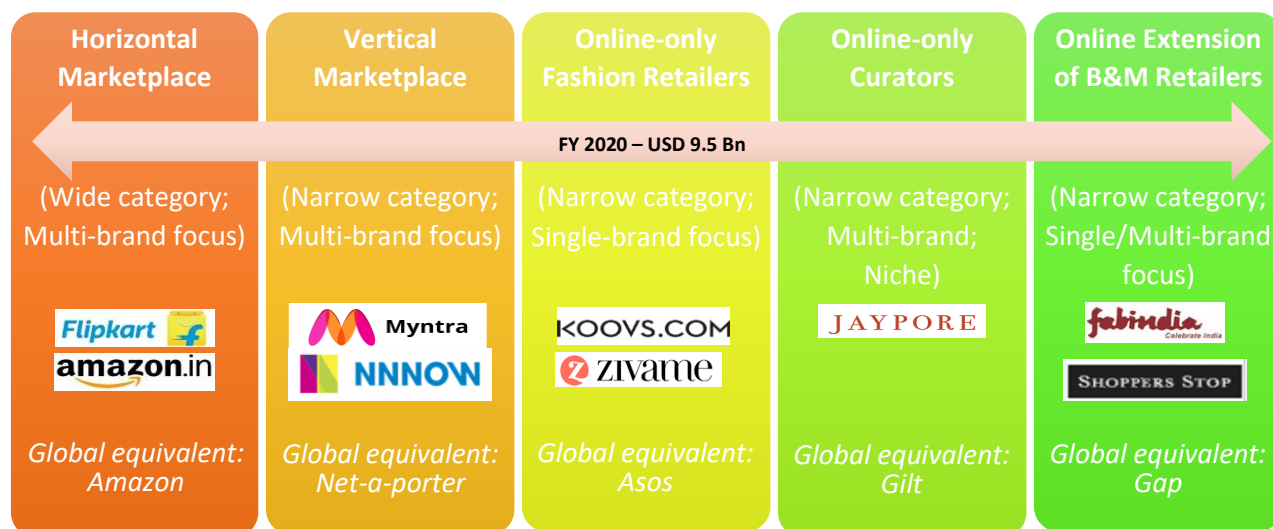 Horizontal
Marketplace
Vertical
Marketplace
Online-only
Fashion Retailers
Online-only
Curators
Online Extension
of B&M Retailers
FY 2020 – USD 9.5 Bn
(Wide category;
Multi-brand focus)
(Narrow category;
Multi-brand focus)
(Narrow category;
Single-brand focus)
(Narrow category;
Multi-brand;
Niche)
(Narrow category;
Single/Multi-brand
focus)
Flipkart
amazon.in
Myntra
NNNOW
KOOVS.COM
ZIVAME
JAYPORE
fabindia
Celebrate India
SHOPPERS STOP
Global equivalent:
Amazon
Global equivalent:
Net-a-porter
Global equivalent:
Asos
Global equivalent:
Gilt
Global equivalent:
Gap